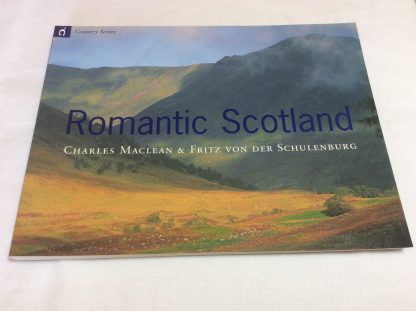 Country Series
Romantic Scotland
CHARLES MACLEAN & FRITZ VON DER SCHULENBURG